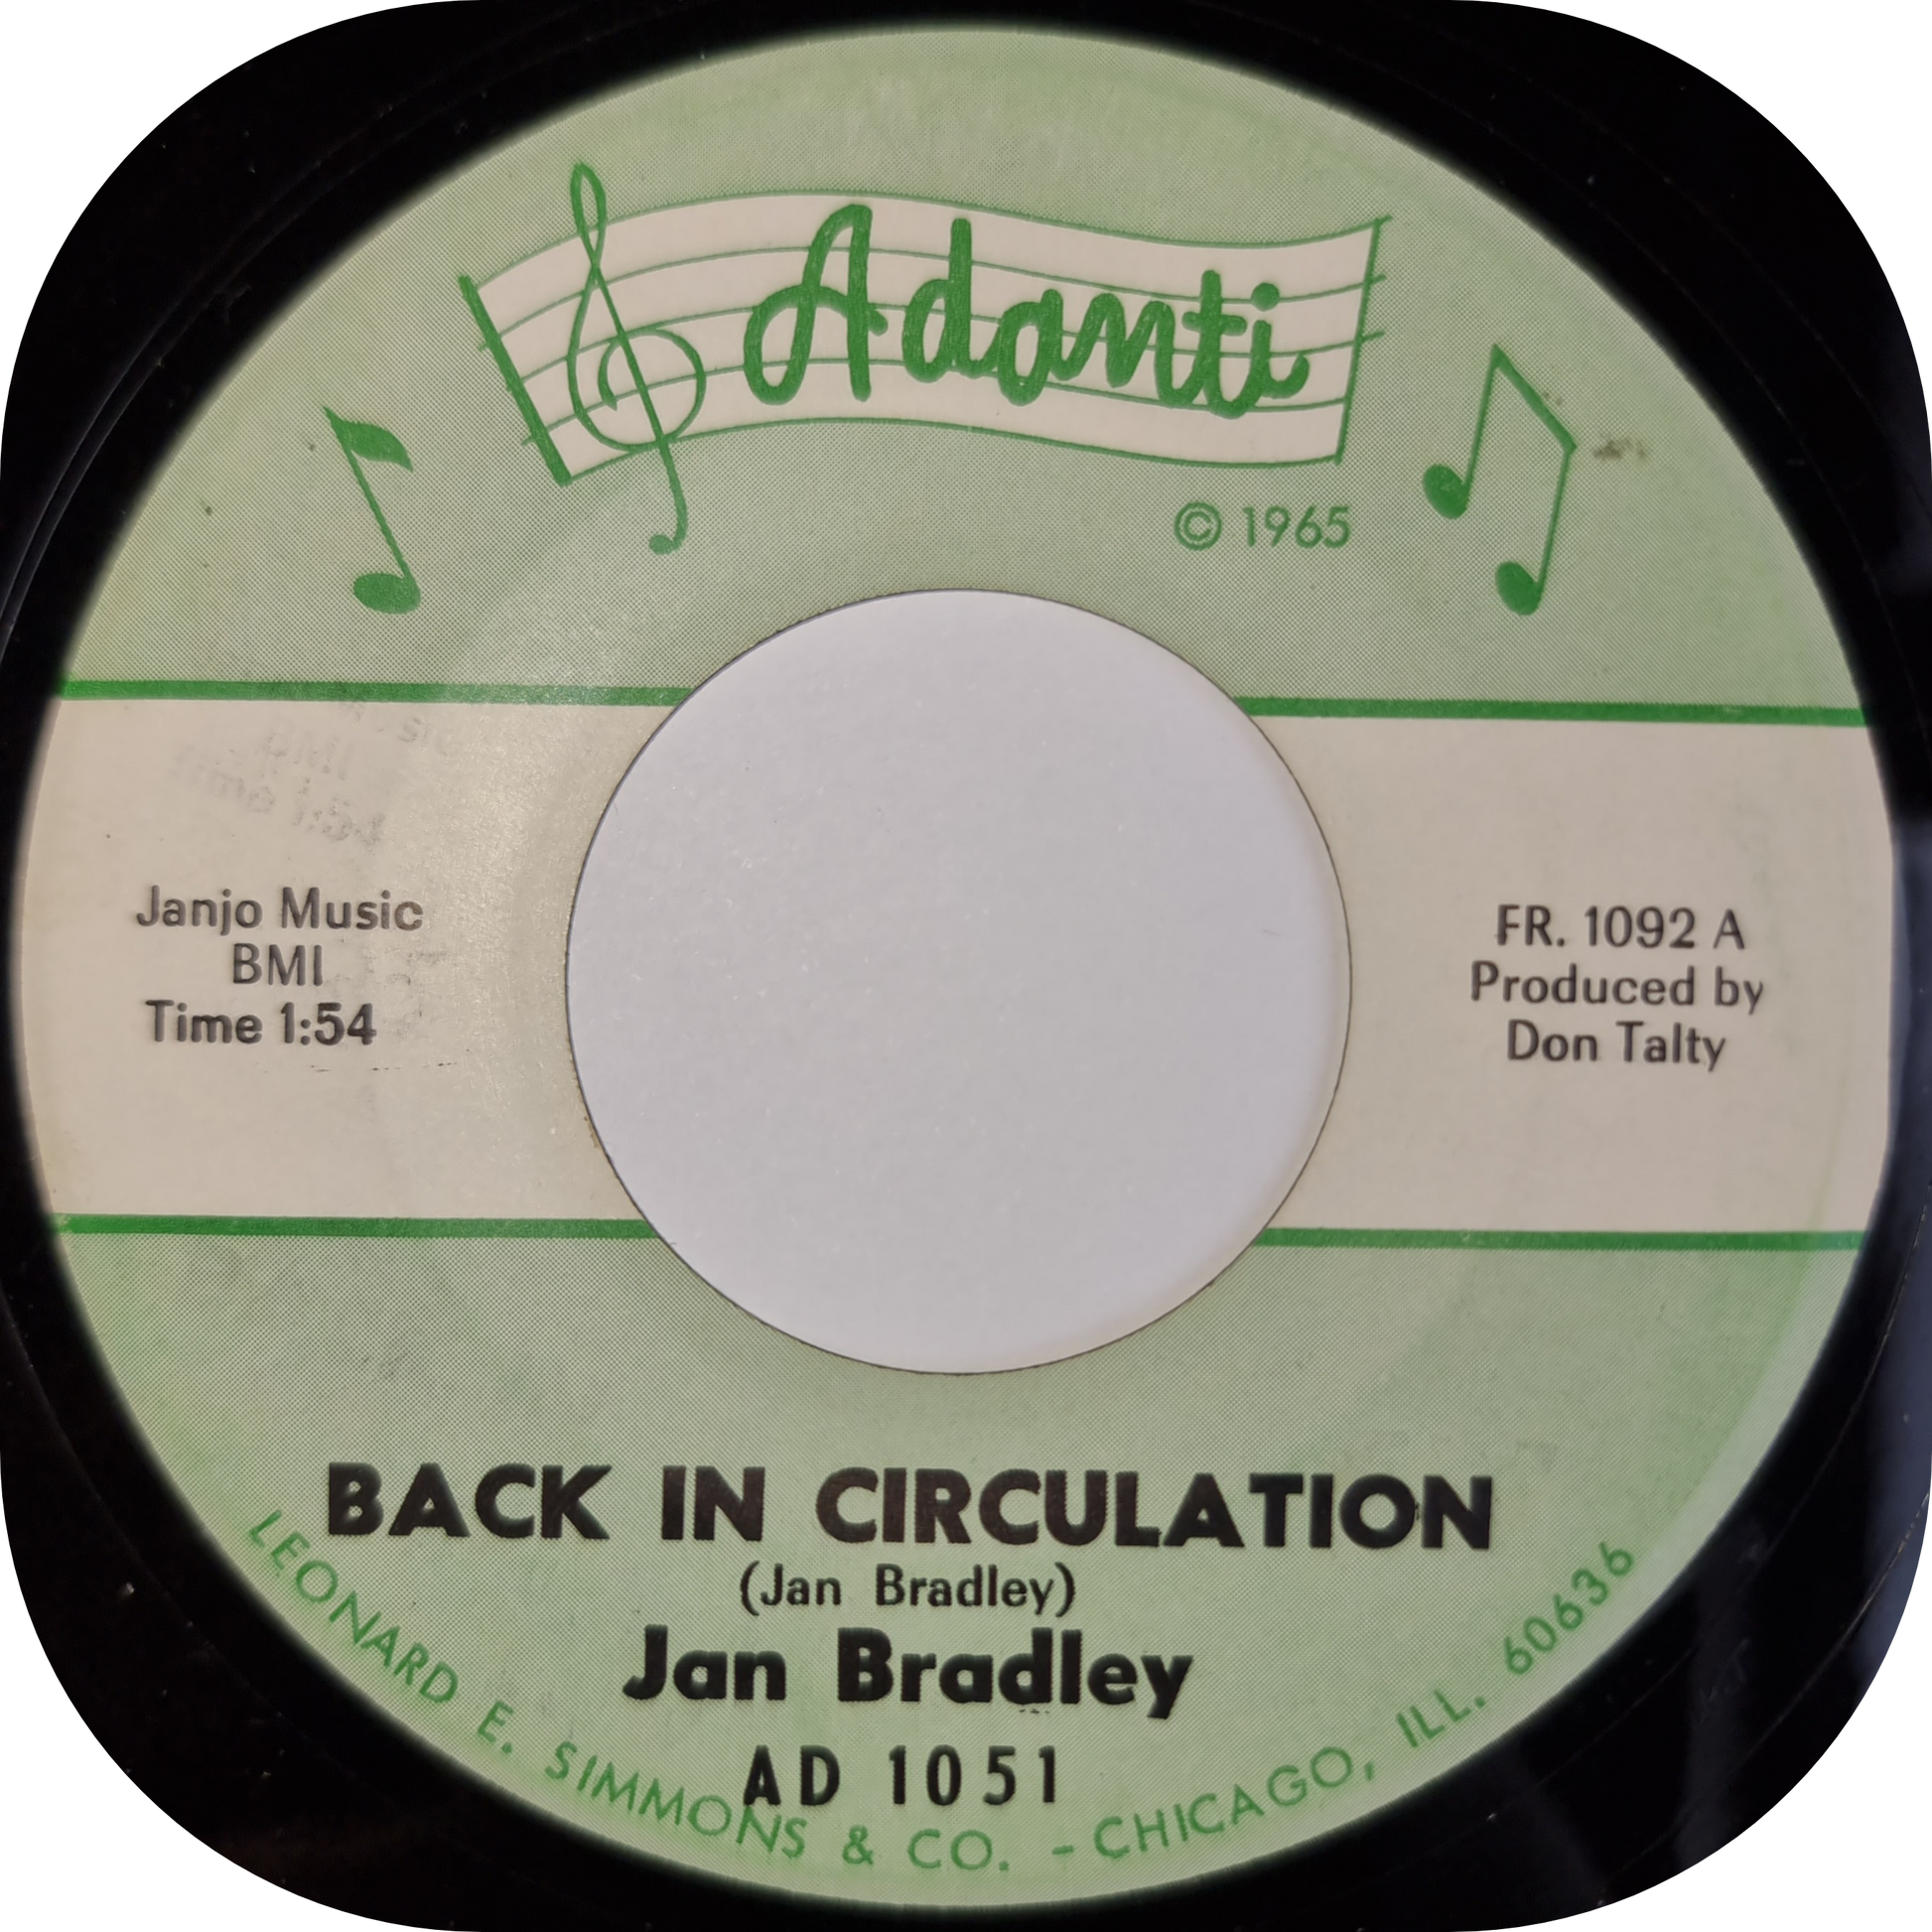 Adanti
© 1965
Janjo Music
BMI
Time 1:54
FR. 1092 A
Produced by
Don Talty
BACK IN CIRCULATION
(Jan Bradley)
Jan Bradley
AD 1051
LEONARD E. SIMMONS & CO. - CHICAGO, ILL. 60636